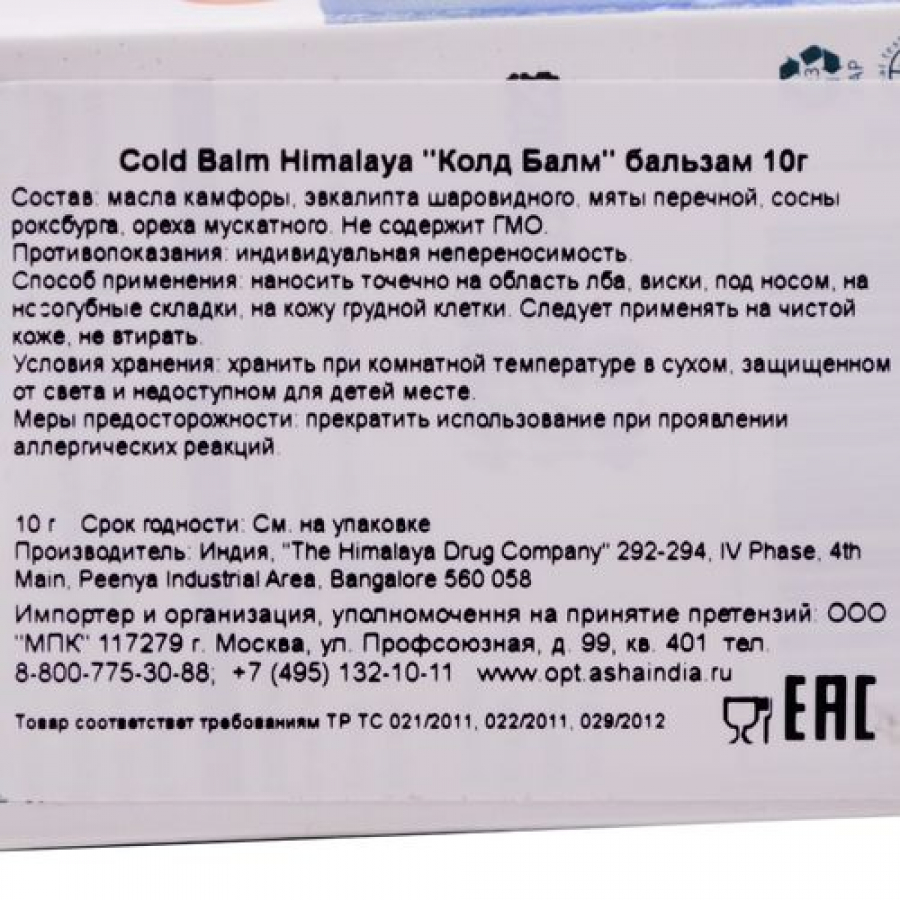 Cold Balm Himalaya "Колд Балм" бальзам 10г
Состав: масла камфоры, эвкалипта шаровидного, мяты перечной, сосны
роксбурга, ореха мускатного. Не содержит ГМО.
Противопоказания: индивидуальная непереносимость.
Способ применения: наносить точечно на область лба, виски, под носом, на
носогубные складки, на кожу грудной клетки. Следует применять на чистой
коже, не втирать.
Условия хранения: хранить при комнатной температуре в сухом, защищенном
от света и недоступном для детей месте.
Меры предосторожности: прекратить использование при проявлении
аллергических реакций.
10 г Срок годности: См. на упаковке
Производитель: Индия, "The Himalaya Drug Company" 292-294, IV Phase, 4th
Main, Peenya Industrial Area, Bangalore 560 058
Импортер и организация, уполномочення на принятие претензий: ООО
"МПК" 117279 г. Москва, ул. Профсоюзная, д. 99, кв. 401 тел.
8-800-775-30-88; +7 (495) 132-10-11 www.opt.ashaindia.ru
Товар соответствует требованиям ТР ТС 021/2011, 022/2011, 029/2012
EAC